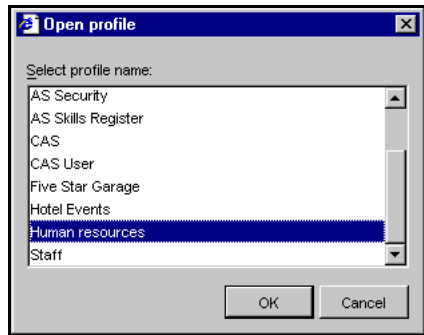 Open profile
Select profile name:
AS Security
AS Skills Register
CAS
CAS User
Five Star Garage
Hotel Events
Human resources
Staff
OK Cancel